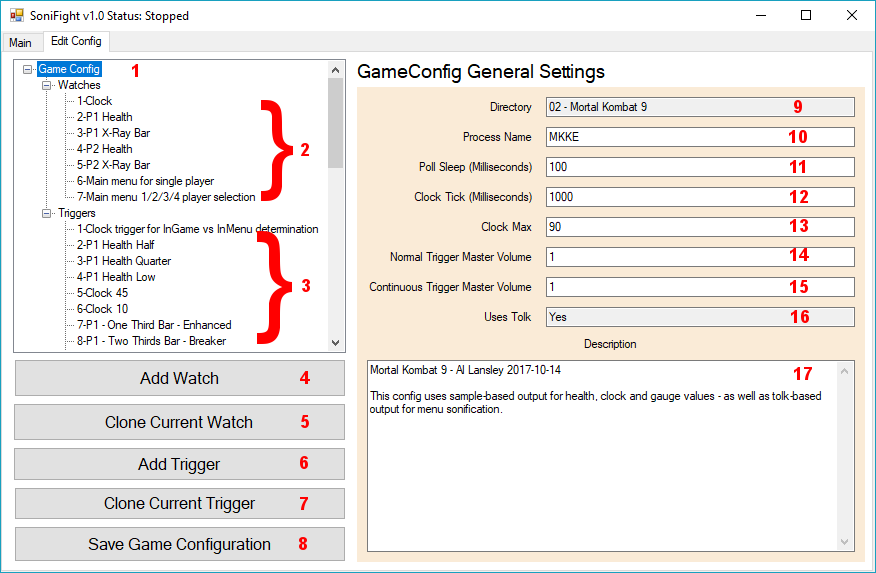 SoniFight v1.0 Status: Stopped
Main
Edit Config
Game Config 1
Watches
1-Clock
2-P1 Health
3-P1 X-Ray Bar
4-P2 Health
5-P2 X-Ray Bar
6-Main menu for single player
7-Main menu 1/2/3/4 player selection
} 2
Triggers
1-Clock trigger for InGame vs InMenu determination
2-P1 Health Half
3-P1 Health Quarter
4-P1 Health Low
5-Clock 45
6-Clock 10
7-P1 - One Third Bar - Enhanced
8-P1 - Two Thirds Bar - Breaker
} 3
Add Watch 4
Clone Current Watch 5
Add Trigger 6
Clone Current Trigger 7
Save Game Configuration 8
GameConfig General Settings
Directory 02 - Mortal Kombat 9 9
Process Name MKKE 10
Poll Sleep (Milliseconds) 100 11
Clock Tick (Milliseconds) 1000 12
Clock Max 90 13
Normal Trigger Master Volume 1 14
Continuous Trigger Master Volume 1 15
Uses Tolk Yes 16
Description
Mortal Kombat 9 - Al Lansley 2017-10-14 17
This config uses sample-based output for health, clock and gauge values - as well as tolk-based
output for menu sonification.